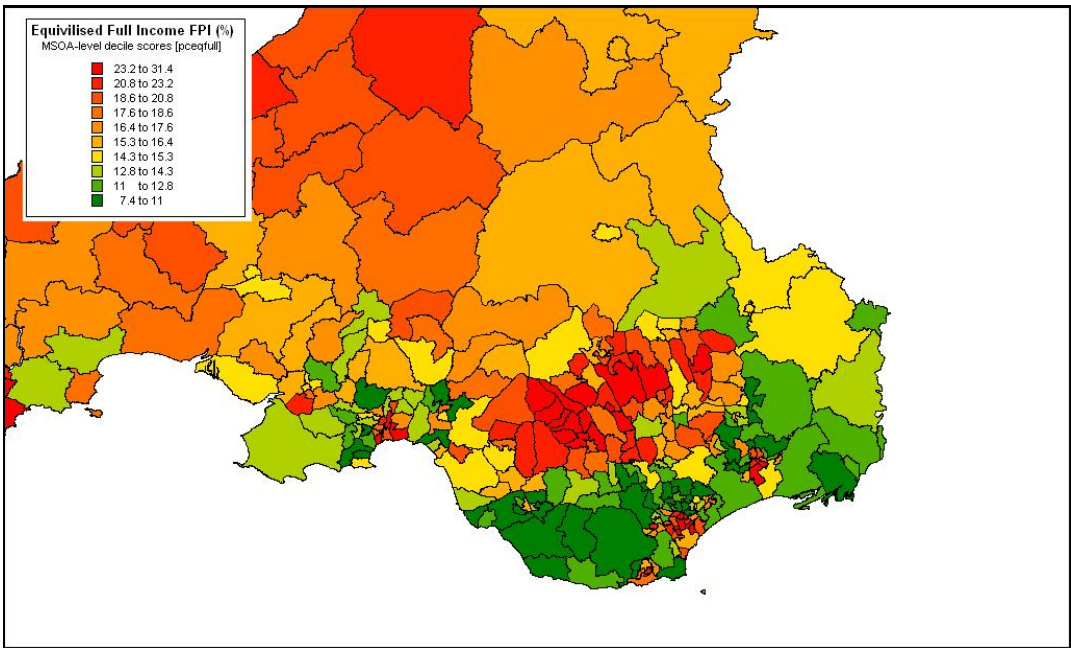 Equivilised Full Income FPI (%)
MSOA-level decile scores [pceqfull]
23.2 to 31.4
20.8 to 23.2
18.6 to 20.8
17.6 to 18.6
16.4 to 17.6
15.3 to 16.4
14.3 to 15.3
12.8 to 14.3
11 to 12.8
7.4 to 11